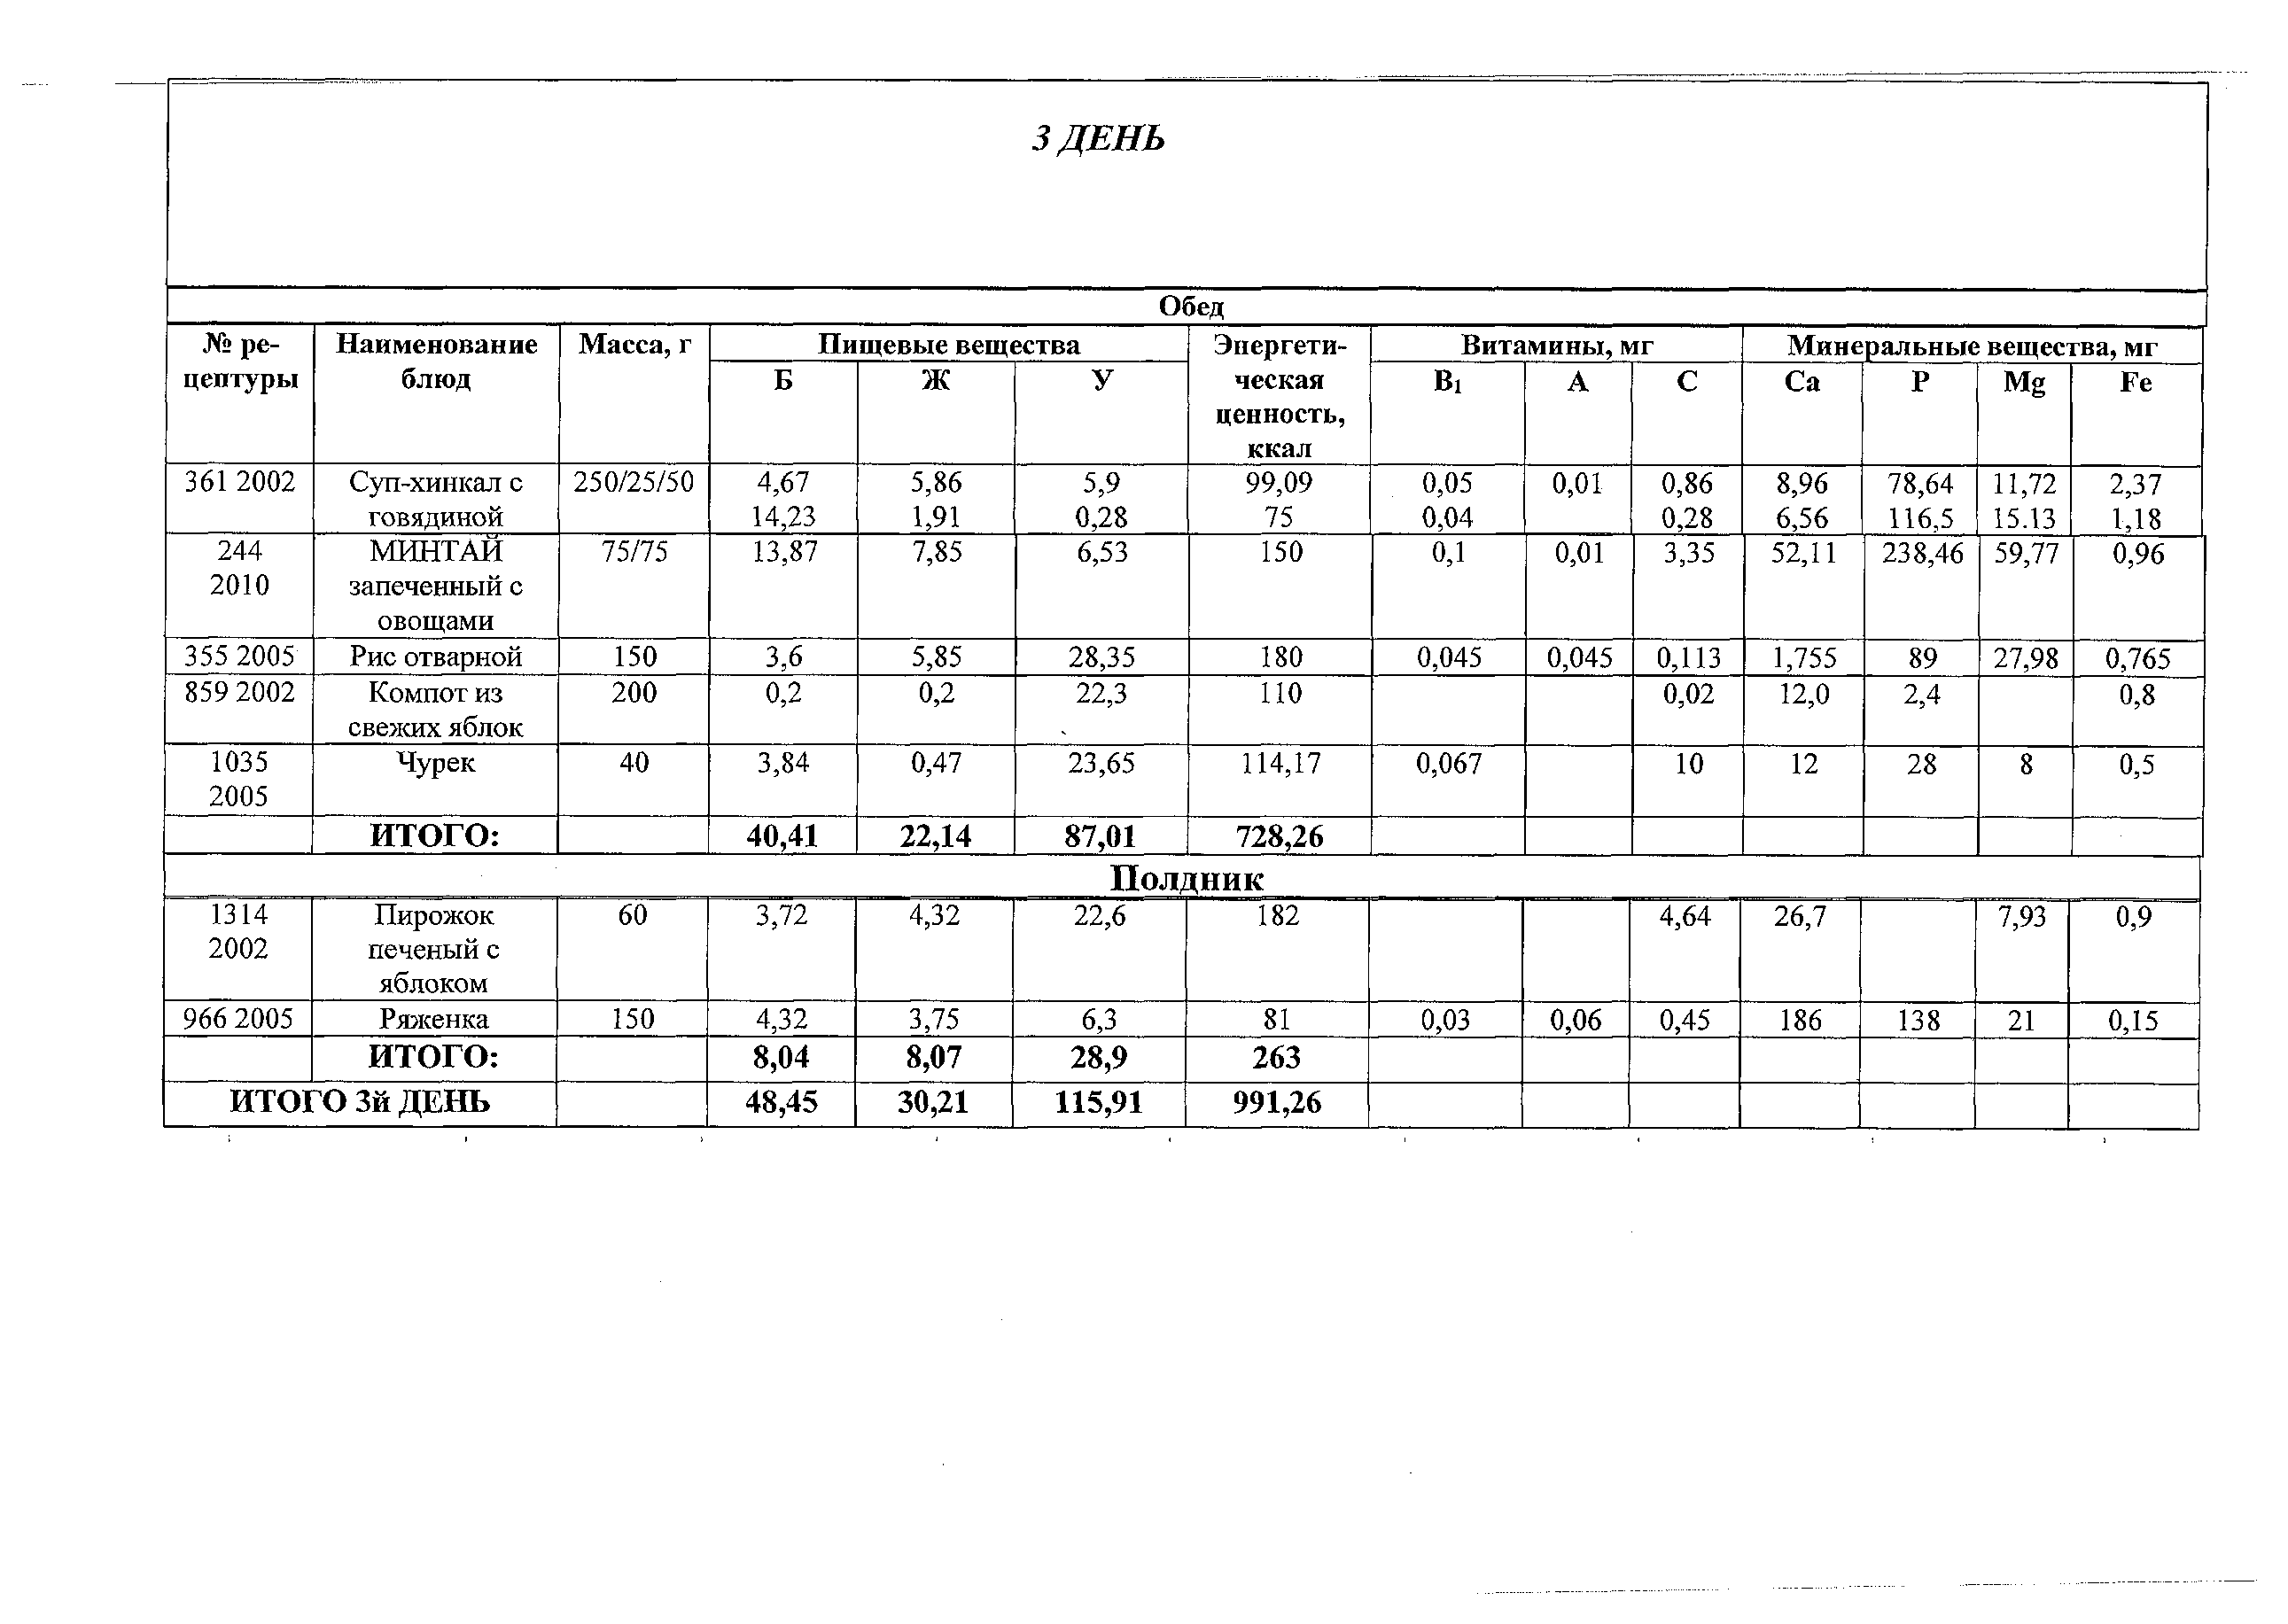 3 ДЕНЬ
Обед
№ ре- Наименование Масса, г Пищевые вещества Энергети- Витамины, мг Минеральные вещества, мг
цептуры блюд Б Ж У ческая В1 А С Са Р Mg Fe
ценность,
ккал
361 2002 Суп-хинкал с 250/25/50 4,67 5,86 5,9 99,09 0,05 0,01 0,86 8,96 78,64 11,72 2,37
говядиной 14,23 1,91 0,28 75 0,04 0,28 6,56 116,5 15.13 1,18
244 МИНТАЙ 75/75 13,87 7,85 6,53 150 0,1 0,01 3,35 52,11 238,46 59,77 0,96
2010 запеченный с
овощами
355 2005 Рис отварной 150 3,6 5,85 28,35 180 0,045 0,045 0,113 1,755 89 27,98 0,765
859 2002 Компот из 200 0,2 0,2 22,3 110 0,02 12,0 2,4 0,8
свежих яблок
1035 Чурек 40 3,84 0,47 23,65 114,17 0,067 10 12 28 8 0,5
2005
ИТОГО: 40,41 22,14 87,01 728,26
Полдник
1314 Пирожок 60 3,72 4,32 22,6 182 4,64 26,7 7,93 0,9
2002 печеный с
яблоком
966 2005 Ряженка 150 4,32 3,75 6,3 81 0,03 0,06 0,45 186 138 21 0,15
ИТОГО: 8,04 8,07 28,9 263
ИТОГО 3й ДЕНЬ 48,45 30,21 115,91 991,26